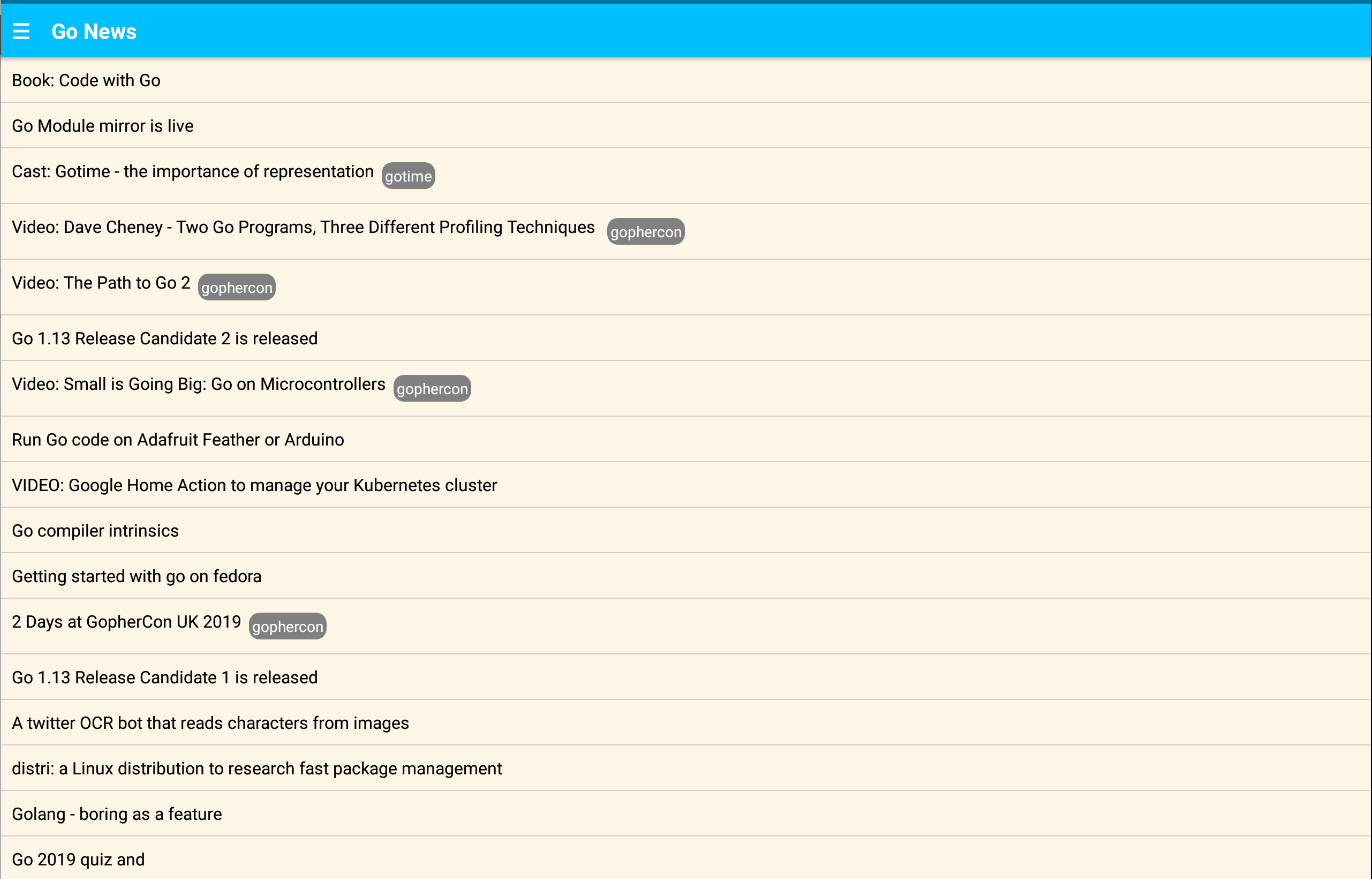 Go News
Book: Code with Go
Go Module mirror is live
Cast: Gotime - the importance of representation gotime
Video: Dave Cheney - Two Go Programs, Three Different Profiling Techniques gophercon
Video: The Path to Go 2 gophercon
Go 1.13 Release Candidate 2 is released
Video: Small is Going Big: Go on Microcontrollers gophercon
Run Go code on Adafruit Feather or Arduino
VIDEO: Google Home Action to manage your Kubernetes cluster
Go compiler intrinsics
Getting started with go on fedora
2 Days at GopherCon UK 2019 gophercon
Go 1.13 Release Candidate 1 is released
A twitter OCR bot that reads characters from images
distri: a Linux distribution to research fast package management
Golang - boring as a feature
Go 2019 quiz and